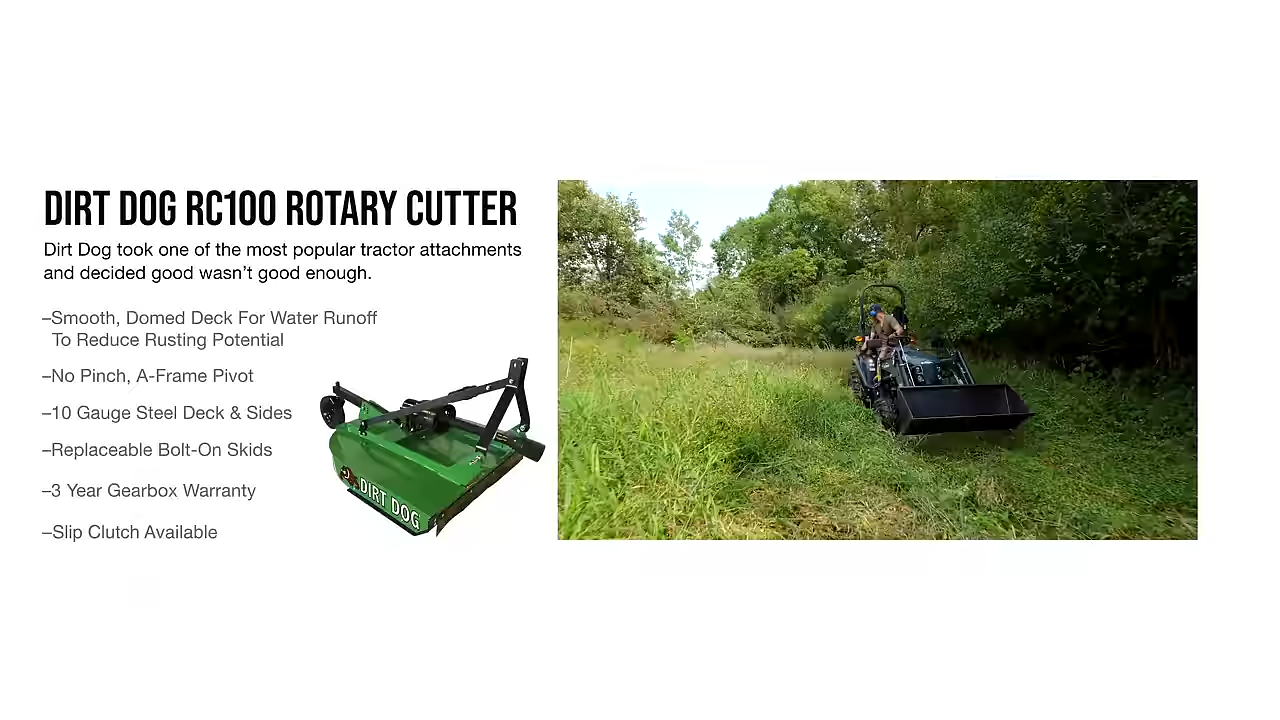 DIRT DOG RC100 ROTARY CUTTER
Dirt Dog took one of the most popular tractor attachments
and decided good wasn't good enough.
–Smooth, Domed Deck For Water Runoff
To Reduce Rusting Potential
–No Pinch, A-Frame Pivot
–10 Gauge Steel Deck & Sides
–Replaceable Bolt-On Skids
–3 Year Gearbox Warranty
–Slip Clutch Available
DIRT DOG